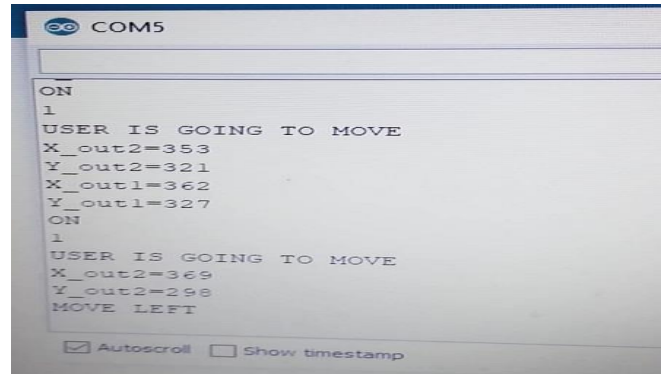 COM5
ON
1
USER IS GOING TO MOVE
X_out2=353
Y_out2=321
X_out1=362
Y_out1=327
ON
1
USER IS GOING TO MOVE
X_out2=369
Y_out2=298
MOVE LEFT
Autoscroll Show timestamp